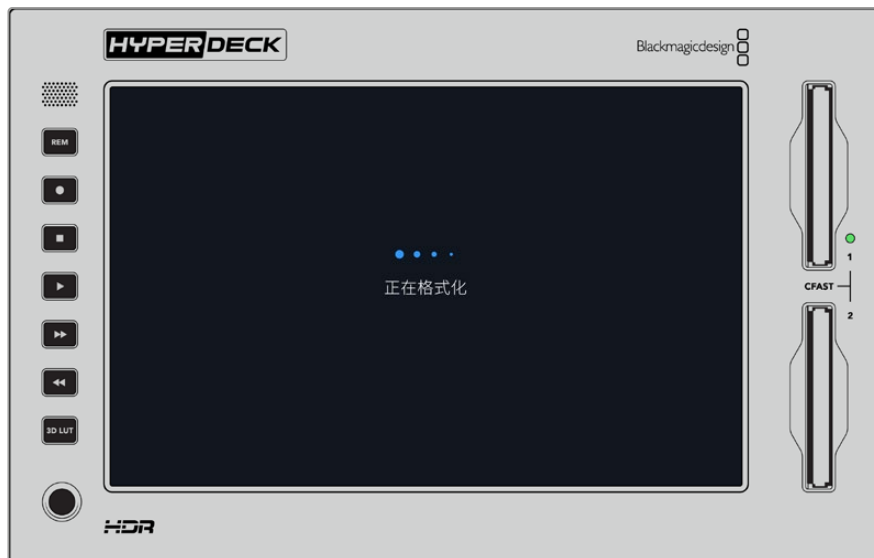 HYPERDECK
Blackmagicdesign
REM
正在格式化
1
CFAST
2
3D LUT
HDR